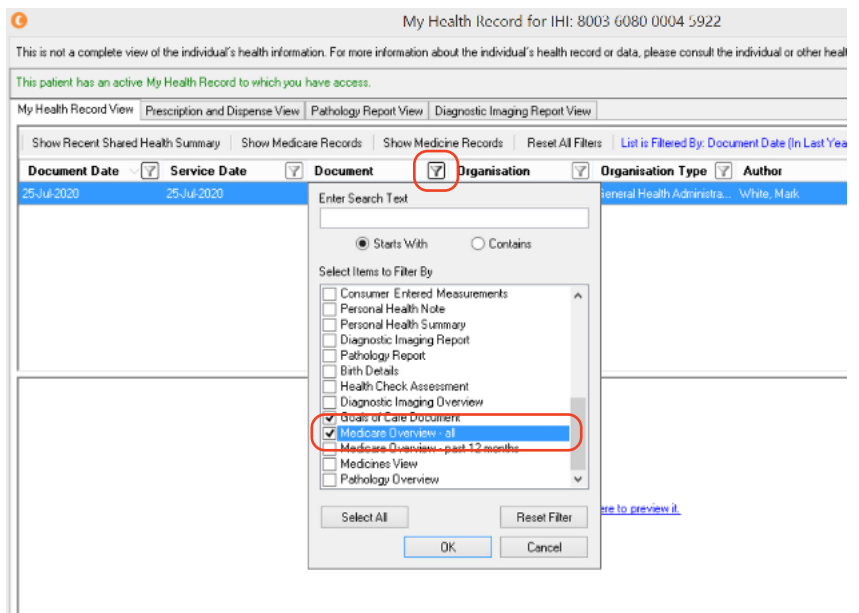 My Health Record for IHI: 8003 6080 0004 5922
This is not a complete view of the individual's health information. For more information about the individual's health record or data, please consult the individual or other healt
This patient has an active My Health Record to which you have access.
My Health Record View Prescription and Dispense View Pathology Report View Diagnostic Imaging Report View
Show Recent Shared Health Summary Show Medicare Records Show Medicine Records Reset All Filters List is Filtered By: Document Date (In Last Yea
Document Date Service Date Document Organisation Organisation Type Author
25-Jul-2020 25-Jul-2020 General Health Administra... White, Mark
Enter Search Text
Starts With Contains
Select Items to Filter By
Consumer Entered Measurements
Personal Health Note
Personal Health Summary
Diagnostic Imaging Report
Pathology Report
Birth Details
Health Check Assessment
Diagnostic Imaging Overview
Goals of Care Document
Medicare Overview - all
Medicare Overview - past 12 months
Medicines View
Pathology Overview
ere to preview it.
Select All Reset Filter
OK Cancel